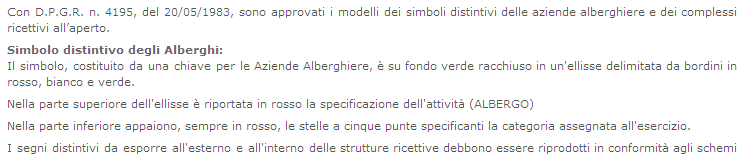 Con D.P.G.R. n. 4195, del 20/05/1983, sono approvati i modelli dei simboli distintivi delle aziende alberghiere e dei complessi
ricettivi all’aperto.
Simbolo distintivo degli Alberghi:
Il simbolo, costituito da una chiave per le Aziende Alberghiere, è su fondo verde racchiuso in un'ellisse delimitata da bordini in
rosso, bianco e verde.
Nella parte superiore dell'ellisse è riportata in rosso la specificazione dell'attività (ALBERGO)
Nella parte inferiore appaiono, sempre in rosso, le stelle a cinque punte specificanti la categoria assegnata all'esercizio.
I segni distintivi da esporre all'esterno e all'interno delle strutture ricettive debbono essere riprodotti in conformità agli schemi